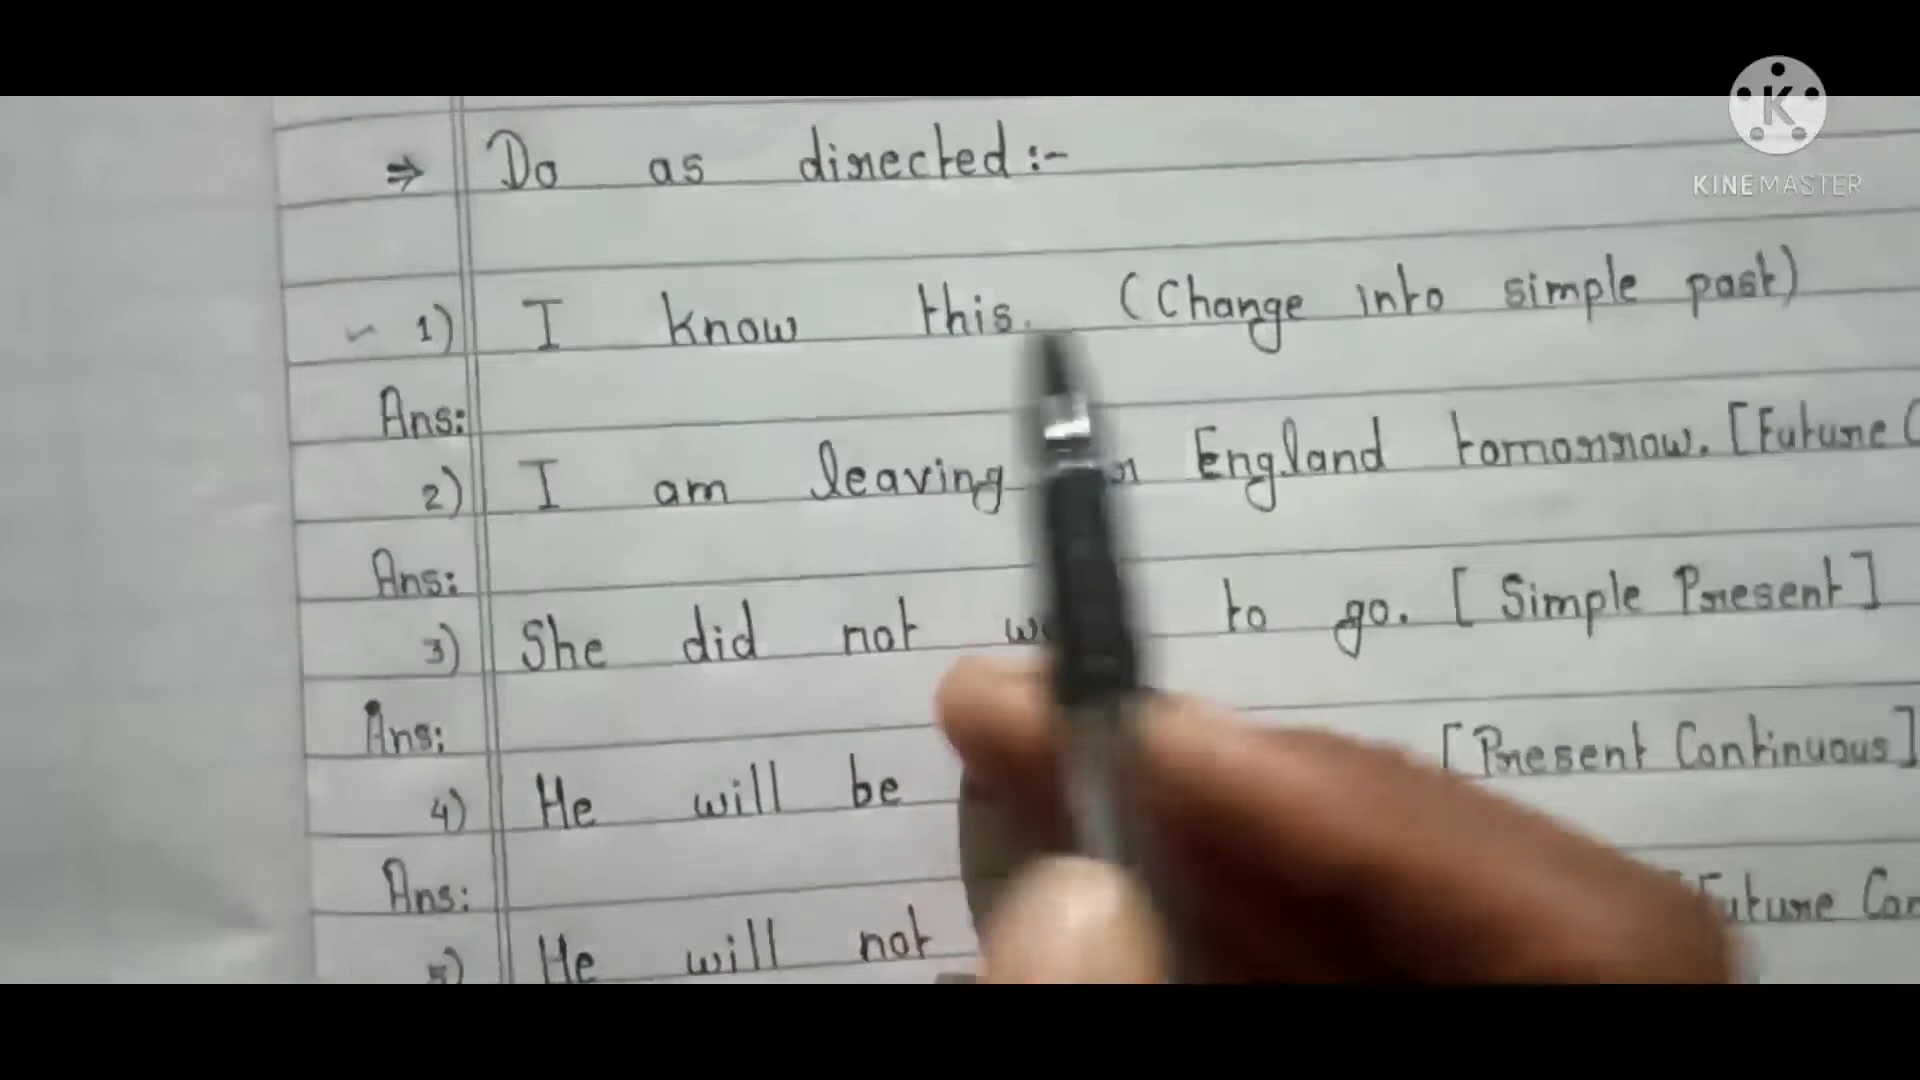 ⇒ Do as directed:-
KINEMASTER
1) I know this. (Change into simple past)
Ans:
2) I am leaving England tomorrow. [Future
Ans:
3) She did not to go. [ Simple Present ]
Ans:
4) He will be [Present Continuous]
Ans:
5) He will not Future Con